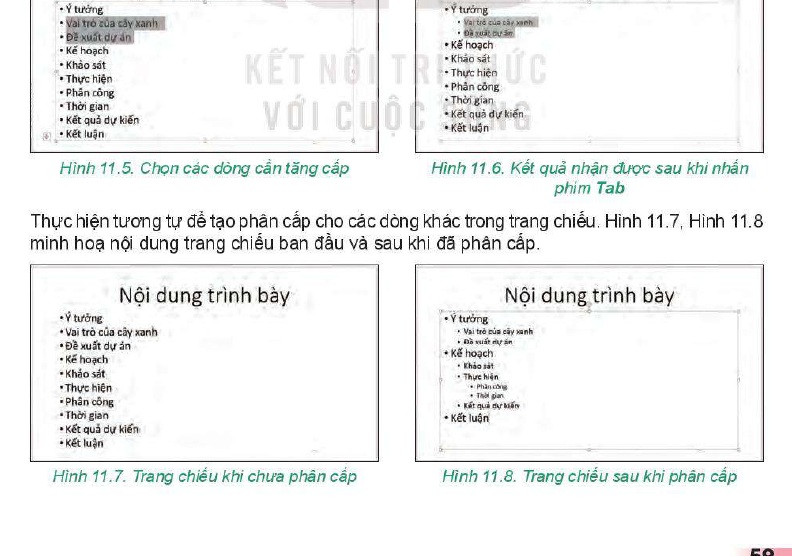 • Ý tưởng
• Vai trò của cây xanh
• Đề xuất dự án
• Kế hoạch
• Khảo sát
• Thực hiện
• Phân công
• Thời gian
• Kết quả dự kiến
• Kết luận
Hình 11.5. Chọn các dòng cần tăng cấp
• Ý tưởng
• Vai trò của cây xanh
• Đề xuất dự án
• Kế hoạch
• Khảo sát
• Thực hiện
• Phân công
• Thời gian
• Kết quả dự kiến
• Kết luận
Hình 11.6. Kết quả nhận được sau khi nhấn
phím Tab
KẾT NỐI TRI THỨC
VỚI CUỘC SỐNG
Thực hiện tương tự để tạo phân cấp cho các dòng khác trong trang chiếu. Hình 11.7, Hình 11.8
minh hoạ nội dung trang chiếu ban đầu và sau khi đã phân cấp.
Nội dung trình bày
• Ý tưởng
• Vai trò của cây xanh
• Đề xuất dự án
• Kế hoạch
• Khảo sát
• Thực hiện
• Phân công
• Thời gian
• Kết quả dự kiến
• Kết luận
Hình 11.7. Trang chiếu khi chưa phân cấp
Nội dung trình bày
• Ý tưởng
• Vai trò của cây xanh
• Đề xuất dự án
• Kế hoạch
• Khảo sát
• Thực hiện
• Phân công
• Thời gian
• Kết quả dự kiến
• Kết luận
Hình 11.8. Trang chiếu sau khi phân cấp
59